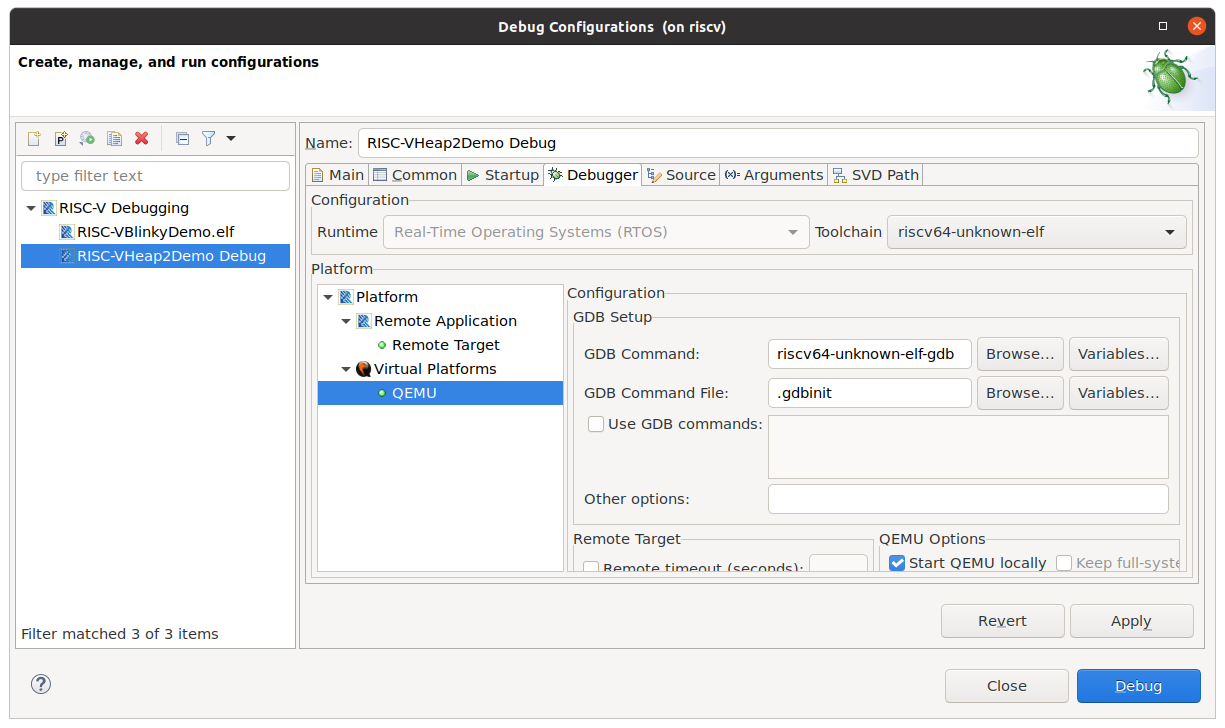 Debug Configurations (on riscv)
Create, manage, and run configurations
type filter text
RISC-V Debugging
RISC-VBlinkyDemo.elf
RISC-VHeap2Demo Debug
Filter matched 3 of 3 items
Name: RISC-VHeap2Demo Debug
Main Common Startup Debugger Source Arguments SVD Path
Configuration
Runtime Real-Time Operating Systems (RTOS) Toolchain riscv64-unknown-elf
Platform
Platform
Remote Application
Remote Target
Virtual Platforms
QEMU
Configuration
GDB Setup
GDB Command: riscv64-unknown-elf-gdb Browse... Variables...
GDB Command File: .gdbinit Browse... Variables...
Use GDB commands:
Other options:
Remote Target
Remote timeout (seconds):
QEMU Options
Start QEMU locally Keep full-syste
Revert Apply
? Close Debug